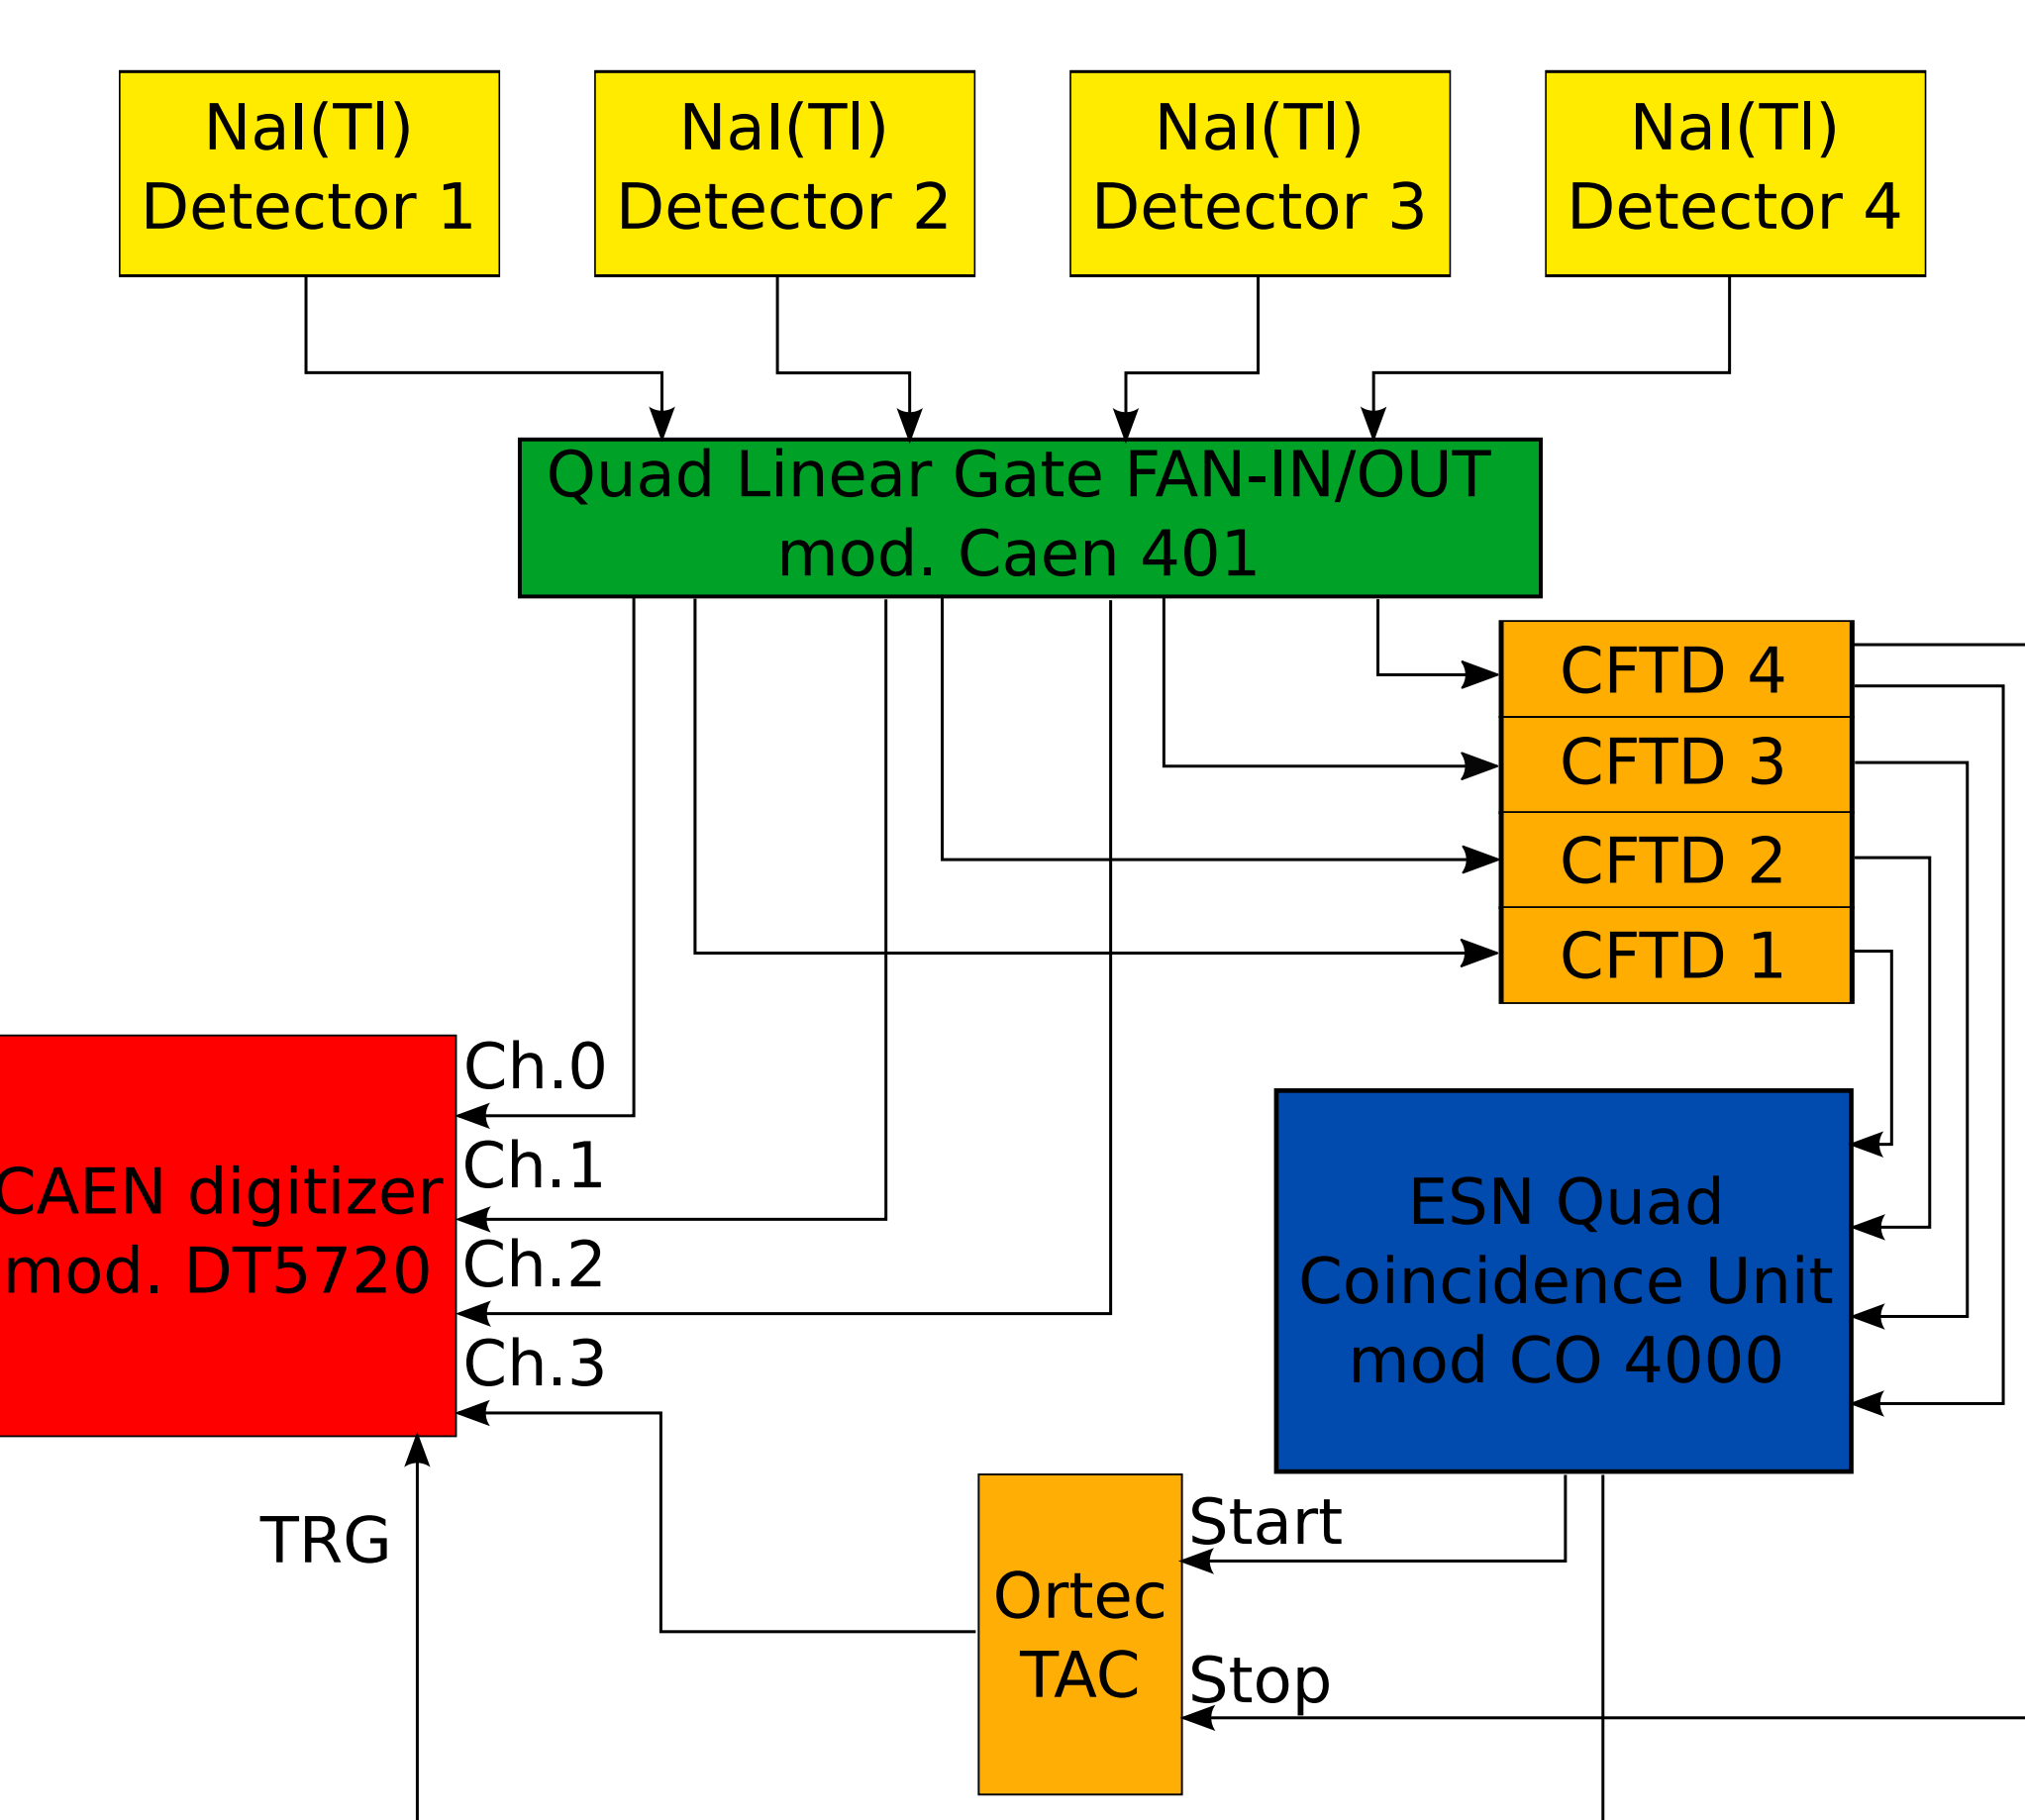 NaI(Tl)
Detector 1
NaI(Tl)
Detector 2
NaI(Tl)
Detector 3
NaI(Tl)
Detector 4
Quad Linear Gate FAN-IN/OUT
mod. Caen 401
CFTD 4
CFTD 3
CFTD 2
CFTD 1
Ch.0
Ch.1
Ch.2
Ch.3
CAEN digitizer
mod. DT5720
ESN Quad
Coincidence Unit
mod CO 4000
TRG
Start
Ortec
TAC
Stop